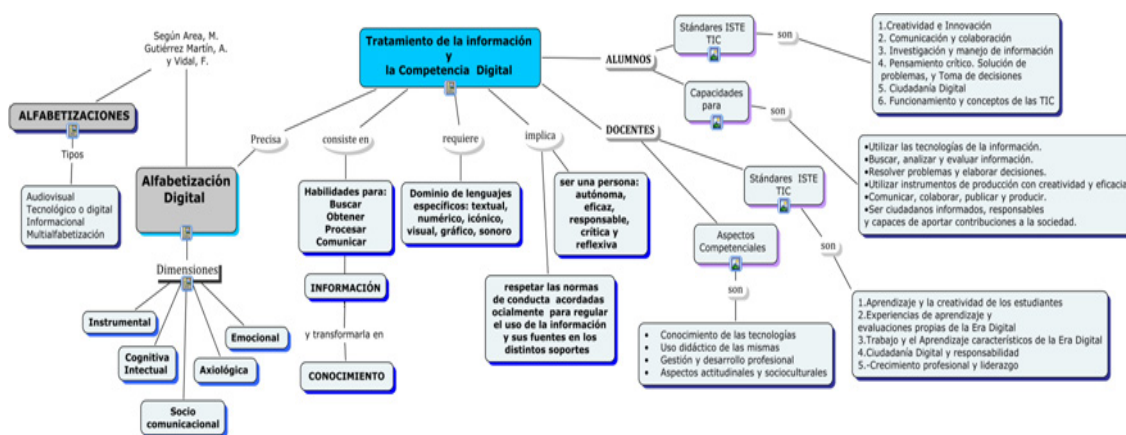 Según Area, M.
Gutiérrez Martín, A.
y Vidal, F.
ALFABETIZACIONES
Tipos
Audiovisual
Tecnológico o digital
Informacional
Multialfabetización
Tratamiento de la información
y
la Competencia Digital
Precisa
Alfabetización
Digital
Dimensiones
Instrumental
Cognitiva
Intectual
Socio
comunicacional
Axiológica
Emocional
consiste en
Habilidades para:
Buscar
Obtener
Procesar
Comunicar
INFORMACIÓN
y transformarla en
CONOCIMIENTO
requiere
Dominio de lenguajes
específicos: textual,
numérico, icónico,
visual, gráfico, sonoro
implica
ser una persona:
autónoma,
eficaz,
responsable,
crítica y
reflexiva
respetar las normas
de conducta acordadas
ocialmente para regular
el uso de la información
y sus fuentes en los
distintos soportes
ALUMNOS
Stándares ISTE
TIC
son
1.Creatividad e Innovación
2. Comunicación y colaboración
3. Investigación y manejo de información
4. Pensamiento crítico. Solución de
problemas, y Toma de decisiones
5. Ciudadanía Digital
6. Funcionamiento y conceptos de las TIC
Capacidades
para
son
•Utilizar las tecnologías de la información.
•Buscar, analizar y evaluar información.
•Resolver problemas y elaborar decisiones.
•Utilizar instrumentos de producción con creatividad y eficacia
•Comunicar, colaborar, publicar y producir.
•Ser ciudadanos informados, responsables
y capaces de aportar contribuciones a la sociedad.
DOCENTES
Stándares ISTE
TIC
son
1.Aprendizaje y la creatividad de los estudiantes
2.Experiencias de aprendizaje y
evaluaciones propias de la Era Digital
3.Trabajo y el Aprendizaje característicos de la Era Digital
4.Ciudadanía Digital y responsabilidad
5.-Crecimiento profesional y liderazgo
Aspectos
Competenciales
son
• Conocimiento de las tecnologías
• Uso didáctico de las mismas
• Gestión y desarrollo profesional
• Aspectos actitudinales y socioculturales